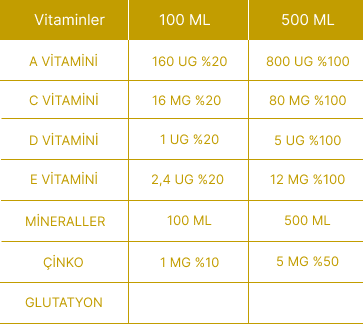 Vitaminler 100 ML 500 ML
A VİTAMİNİ 160 UG %20 800 UG %100
C VİTAMİNİ 16 MG %20 80 MG %100
D VİTAMİNİ 1 UG %20 5 UG %100
E VİTAMİNİ 2,4 UG %20 12 MG %100
MİNERALLER 100 ML 500 ML
ÇİNKO 1 MG %10 5 MG %50
GLUTATYON